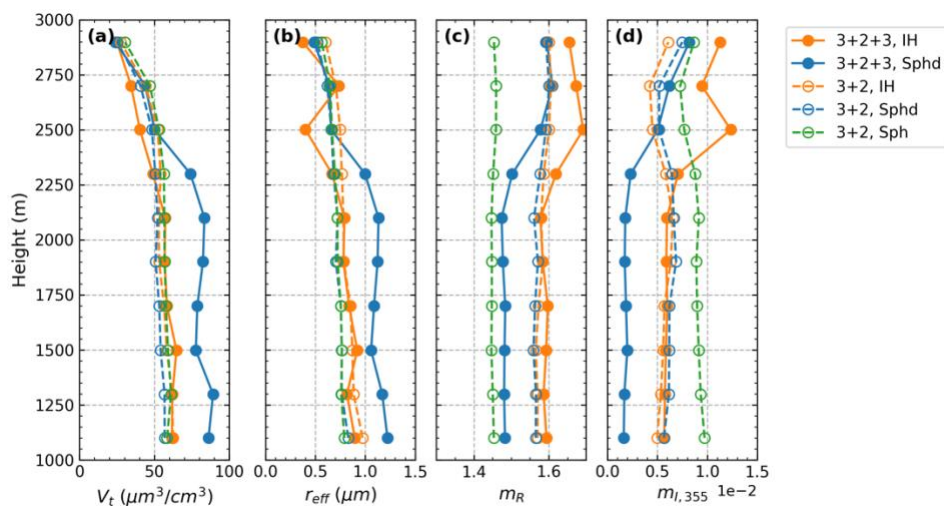 (a) (b) (c) (d)
3000
2750
2500
2250
2000
1750
1500
1250
1000
Height (m)
0 50 100 0.0 0.5 1.0 1.5 1.4 1.6 0.0 0.5 1.0 1.5
V_t (μm³/cm³) r_eff (μm) m_R m_{I,355} 1e-2
3+2+3, IH
3+2+3, Sphd
3+2, IH
3+2, Sphd
3+2, Sph